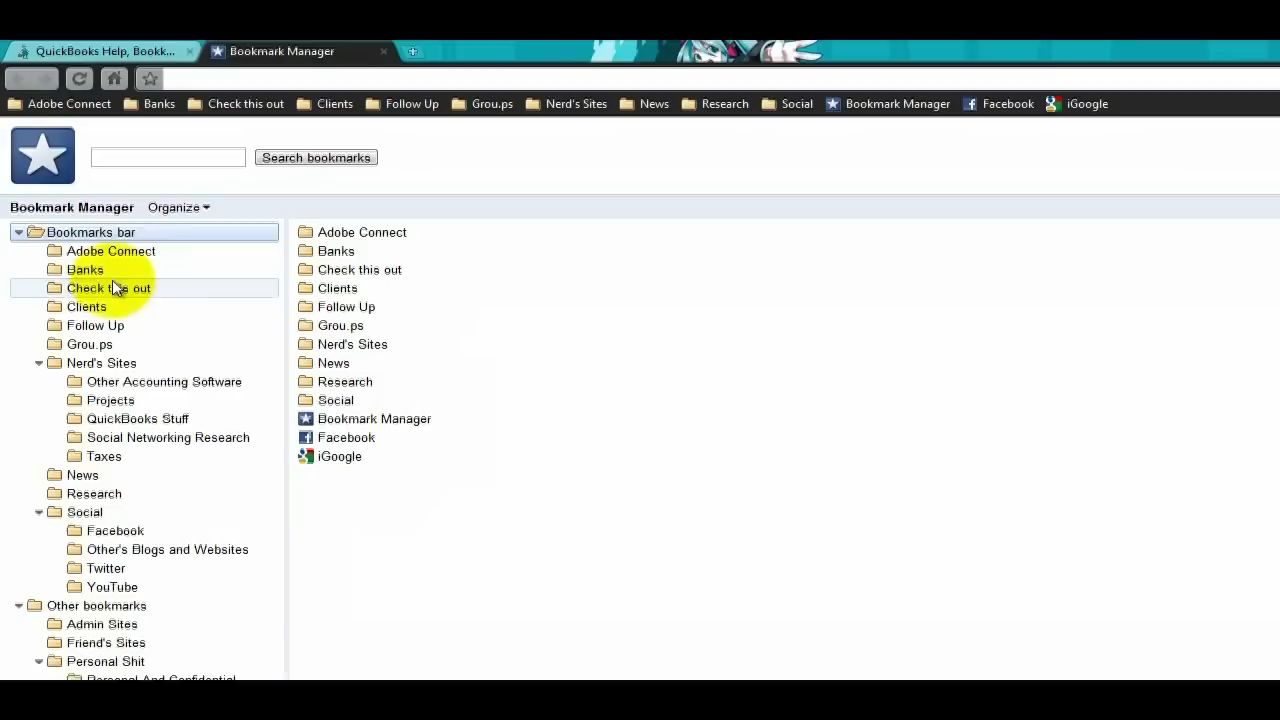 QuickBooks Help, Bookk...
Bookmark Manager
Adobe Connect Banks Check this out Clients Follow Up Grou.ps Nerd's Sites News Research Social Bookmark Manager Facebook iGoogle
Search bookmarks
Bookmark Manager Organize
Bookmarks bar
Adobe Connect
Banks
Check this out
Clients
Follow Up
Grou.ps
Nerd's Sites
Other Accounting Software
Projects
QuickBooks Stuff
Social Networking Research
Taxes
News
Research
Social
Facebook
Other's Blogs and Websites
Twitter
YouTube
Other bookmarks
Admin Sites
Friend's Sites
Personal Shit
Personal And Confidential
Adobe Connect
Banks
Check this out
Clients
Follow Up
Grou.ps
Nerd's Sites
News
Research
Social
Bookmark Manager
Facebook
iGoogle